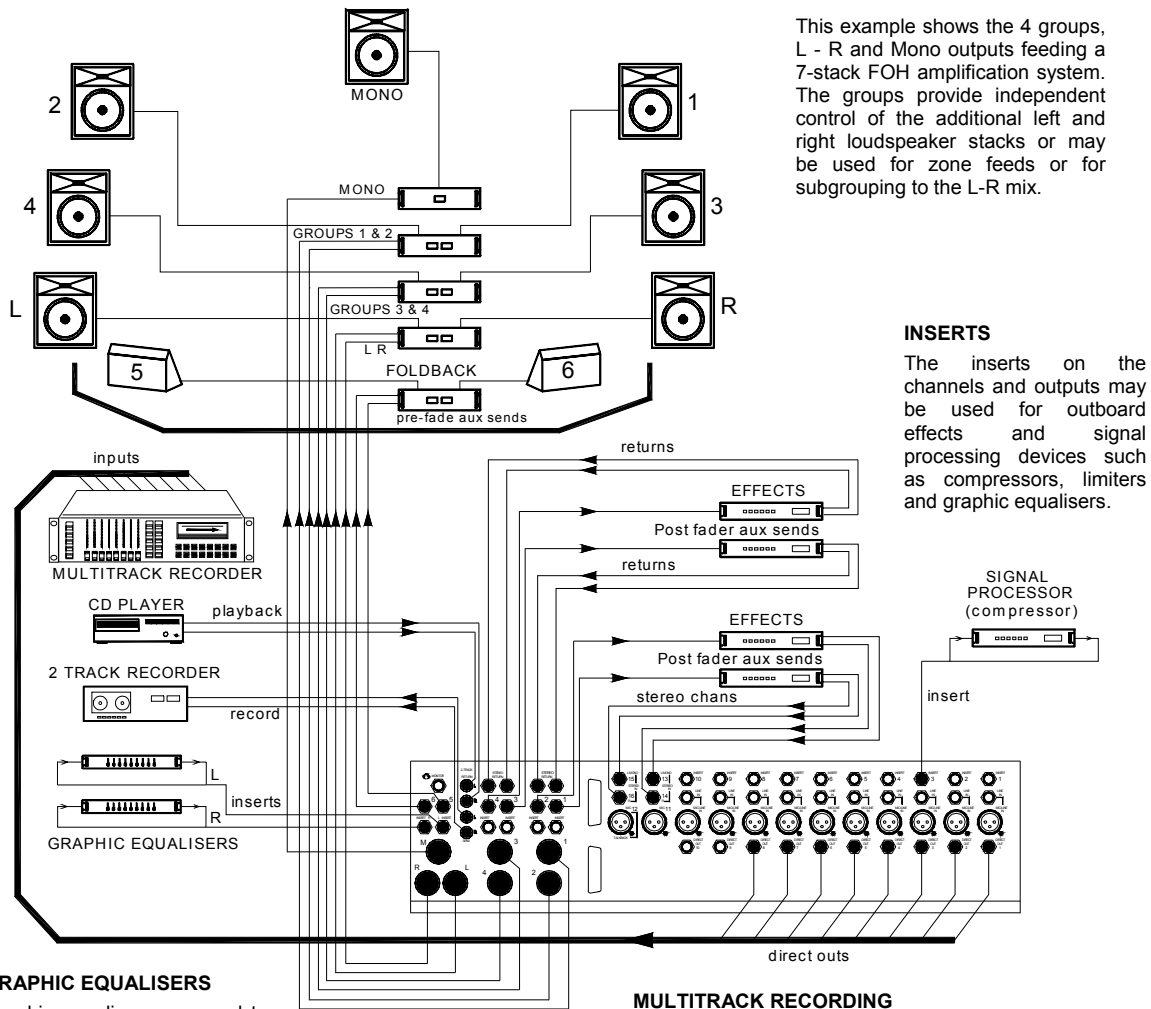 This example shows the 4 groups,
L - R and Mono outputs feeding a
7-stack FOH amplification system.
The groups provide independent
control of the additional left and
right loudspeaker stacks or may
be used for zone feeds or for
subgrouping to the L-R mix.
MONO
2
1
MONO
4
3
GROUPS 1 & 2
GROUPS 3 & 4
L
R
L R
5
FOLDBACK
6
pre-fade aux sends
INSERTS
The inserts on the
channels and outputs may
be used for outboard
effects and signal
processing devices such
as compressors, limiters
and graphic equalisers.
inputs
MULTITRACK RECORDER
CD PLAYER
playback
2 TRACK RECORDER
record
L
inserts
R
GRAPHIC EQUALISERS
returns
EFFECTS
Post fader aux sends
returns
EFFECTS
Post fader aux sends
stereo chans
SIGNAL
PROCESSOR
(compressor)
insert
M
R
L
3
4
1
2
direct outs
RAPHIC EQUALISERS
MULTITRACK RECORDING